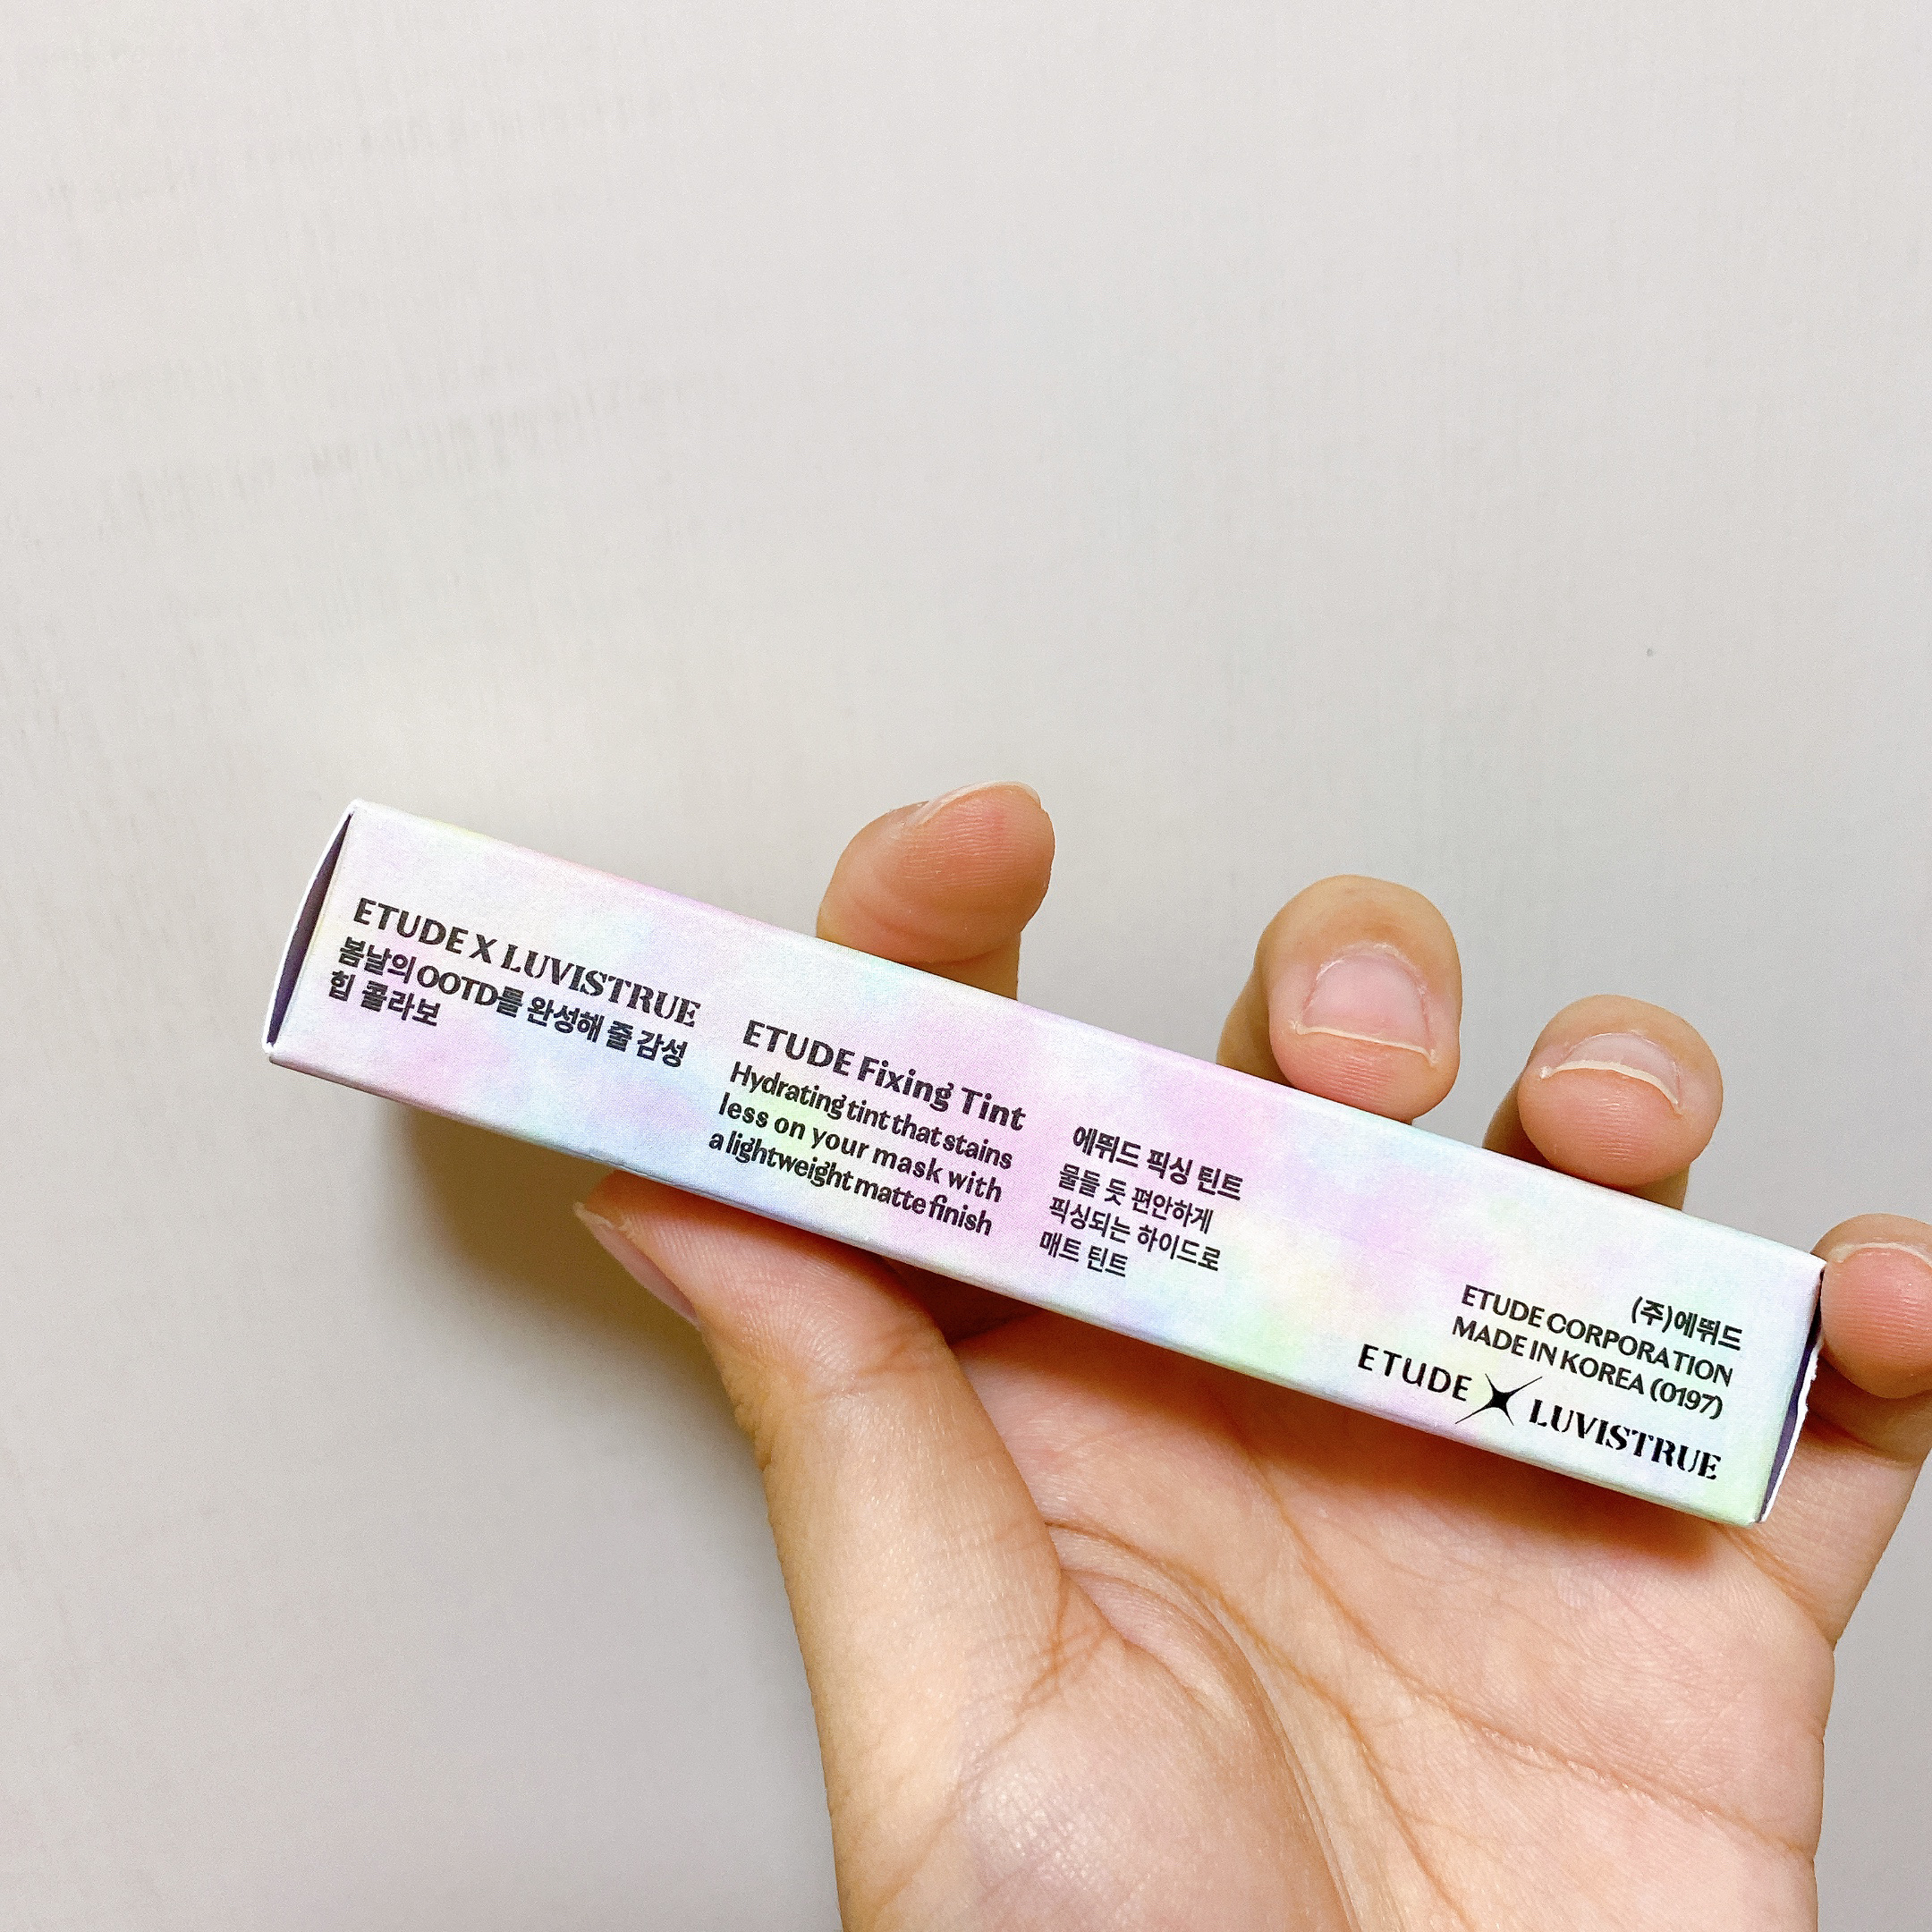 ETUDE X LUVISTRUE
봄날의 OOTD를 완성해 줄 감성
힙 콜라보
ETUDE Fixing Tint
Hydrating tint that stains
less on your mask with
a lightweight matte finish
에뛰드 픽싱 틴트
물들 듯 편안하게
픽싱되는 하이드로
매트 틴트
(주)에뛰드
ETUDE CORPORATION
MADE IN KOREA (0197)
ETUDE X LUVISTRUE